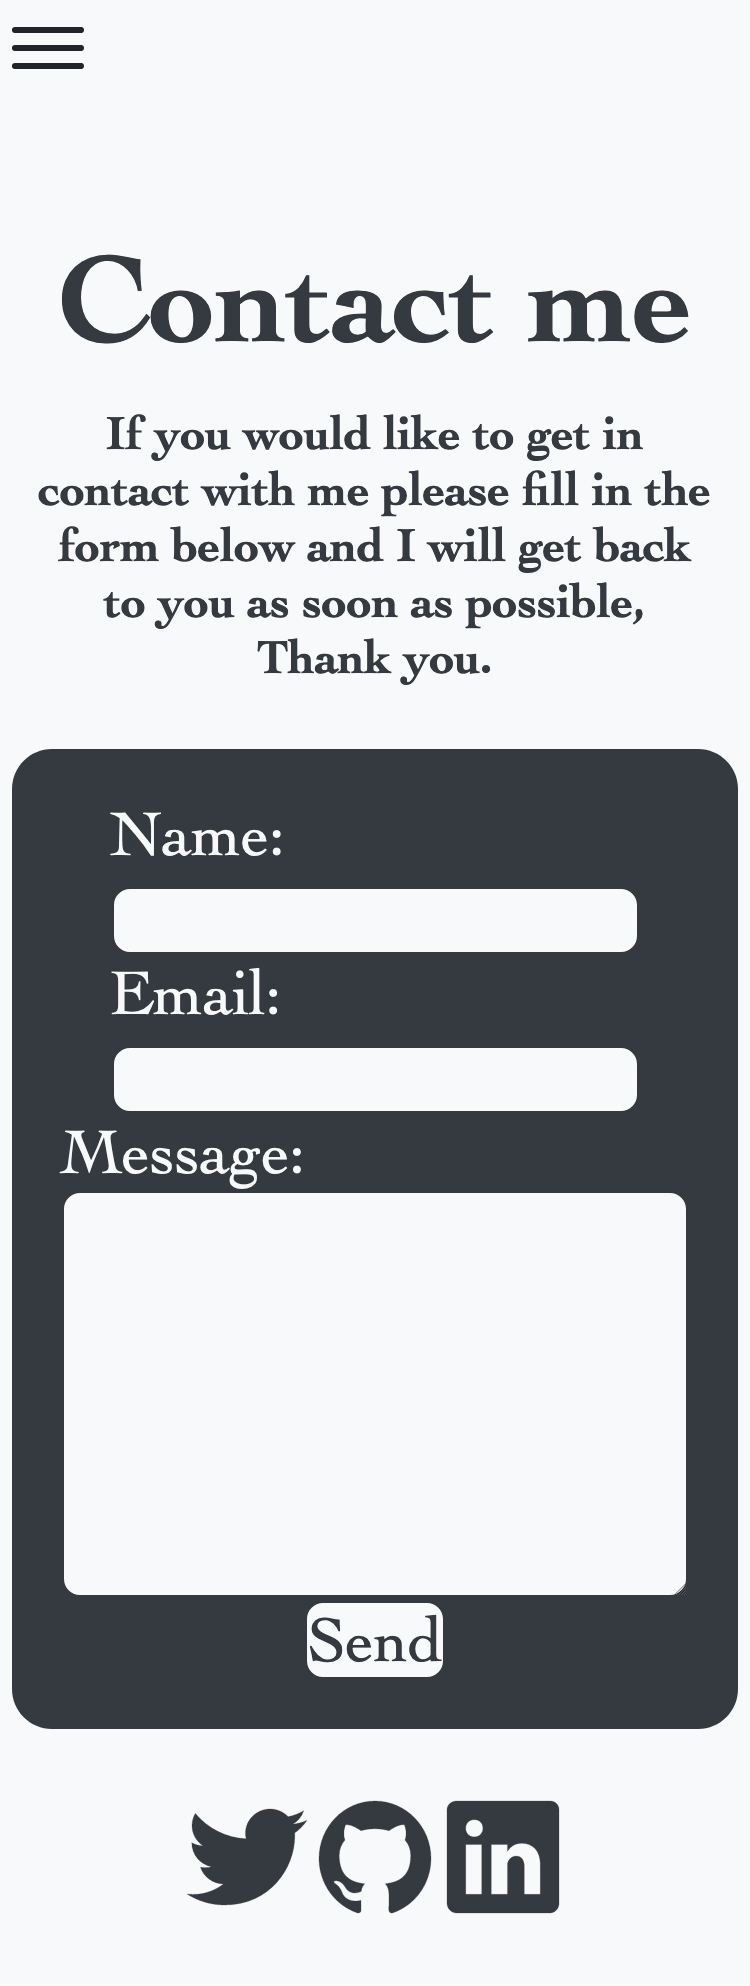 Contact me
If you would like to get in
contact with me please fill in the
form below and I will get back
to you as soon as possible,
Thank you.
Name:
Email:
Message:
Send
in